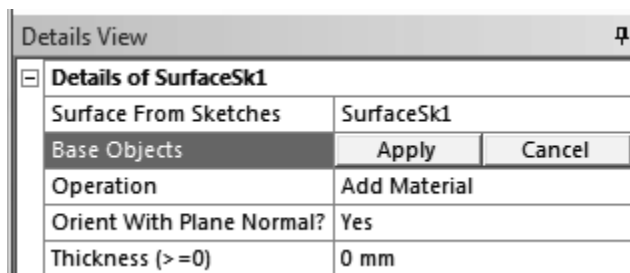 Details View
Details of SurfaceSk1
Surface From Sketches SurfaceSk1
Base Objects Apply Cancel
Operation Add Material
Orient With Plane Normal? Yes
Thickness (>=0) 0 mm